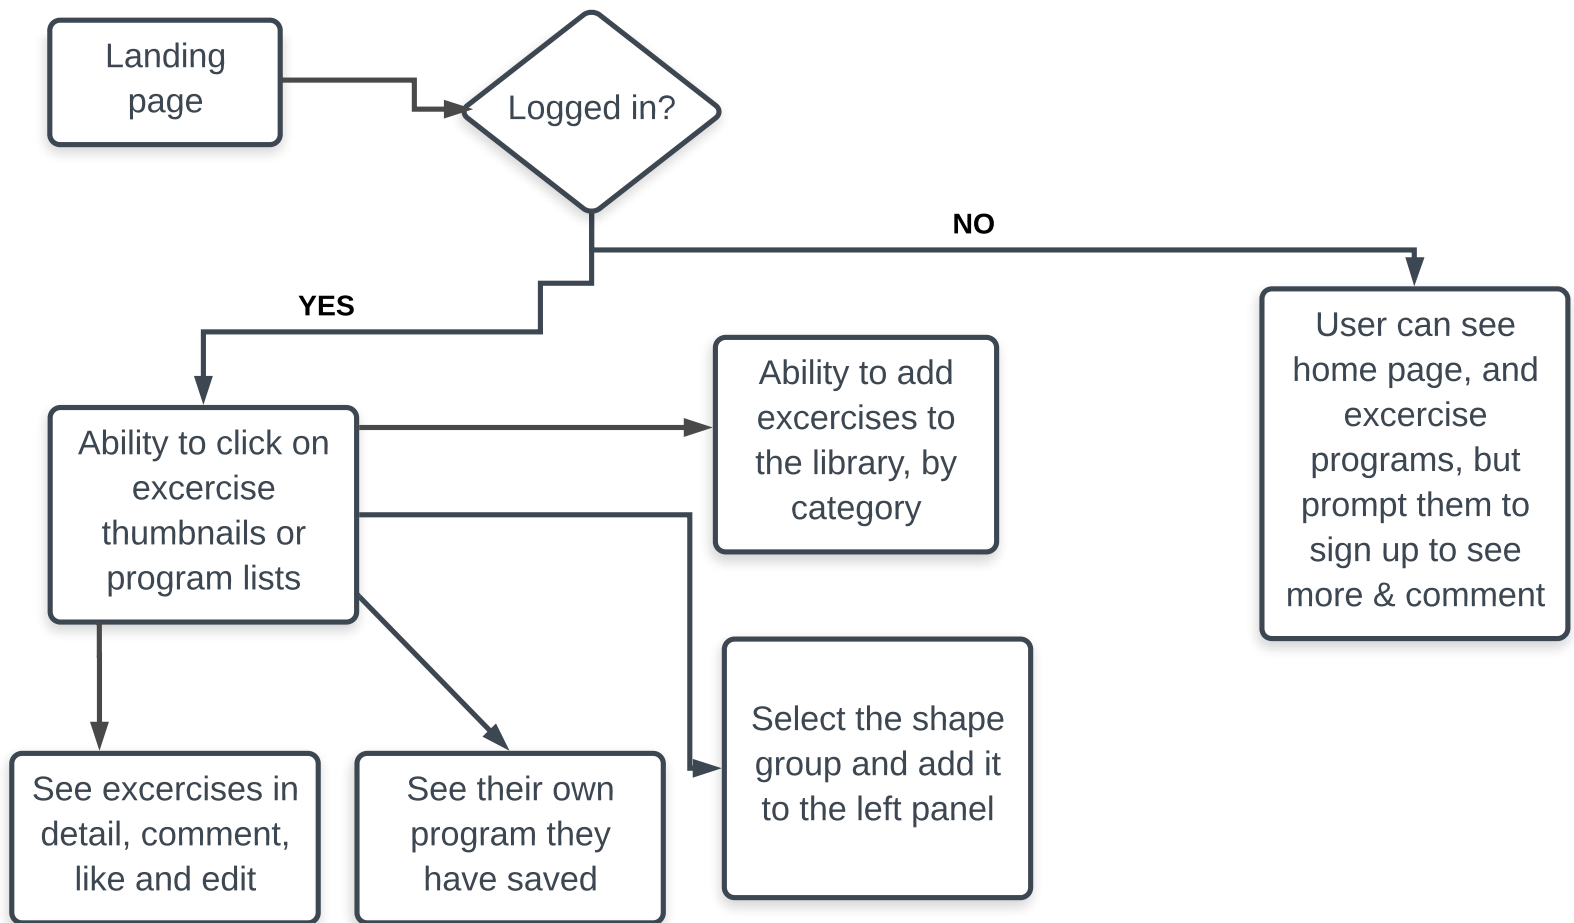 Landing
page
Logged in?
NO
YES
User can see
home page, and
excercise
programs, but
prompt them to
sign up to see
more & comment
Ability to add
excercises to
the library, by
category
Ability to click on
excercise
thumbnails or
program lists
Select the shape
group and add it
to the left panel
See excercises in
detail, comment,
like and edit
See their own
program they
have saved